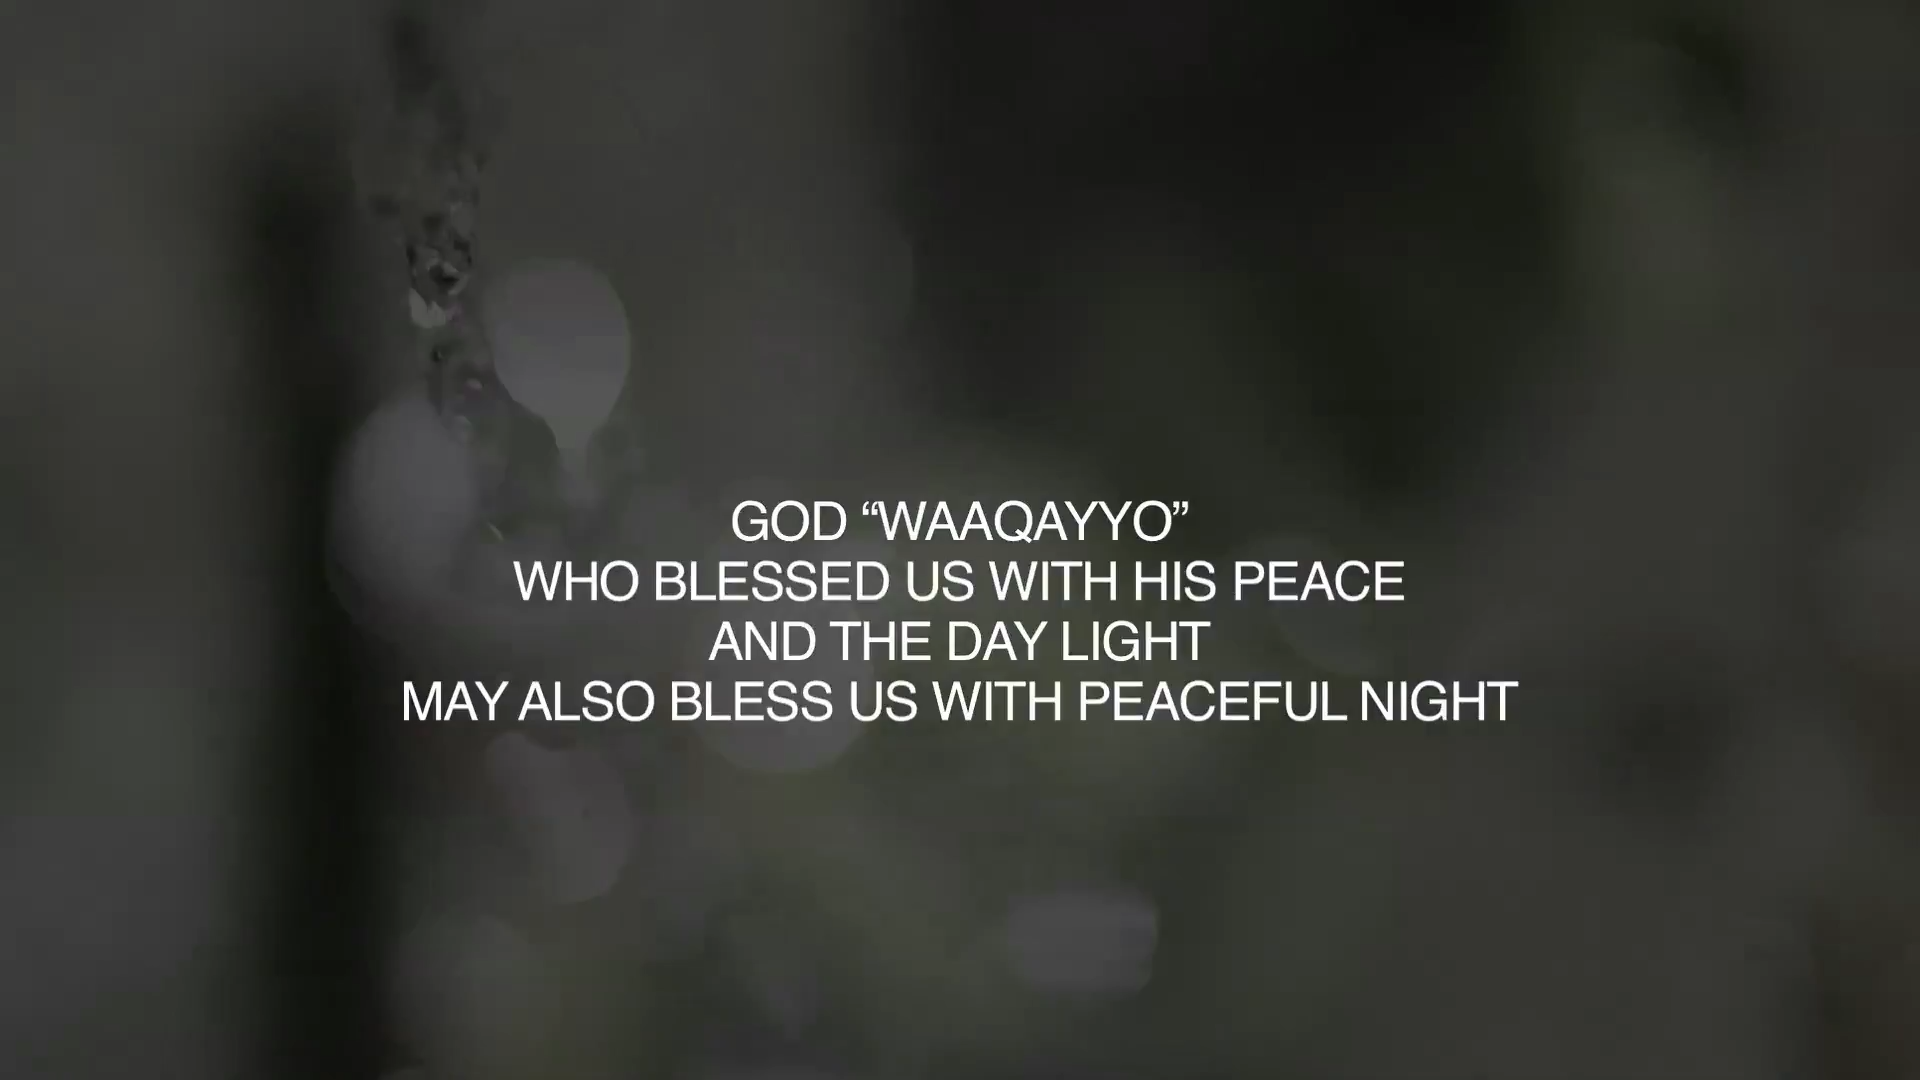 GOD “WAAQAYYO”
WHO BLESSED US WITH HIS PEACE
AND THE DAY LIGHT
MAY ALSO BLESS US WITH PEACEFUL NIGHT